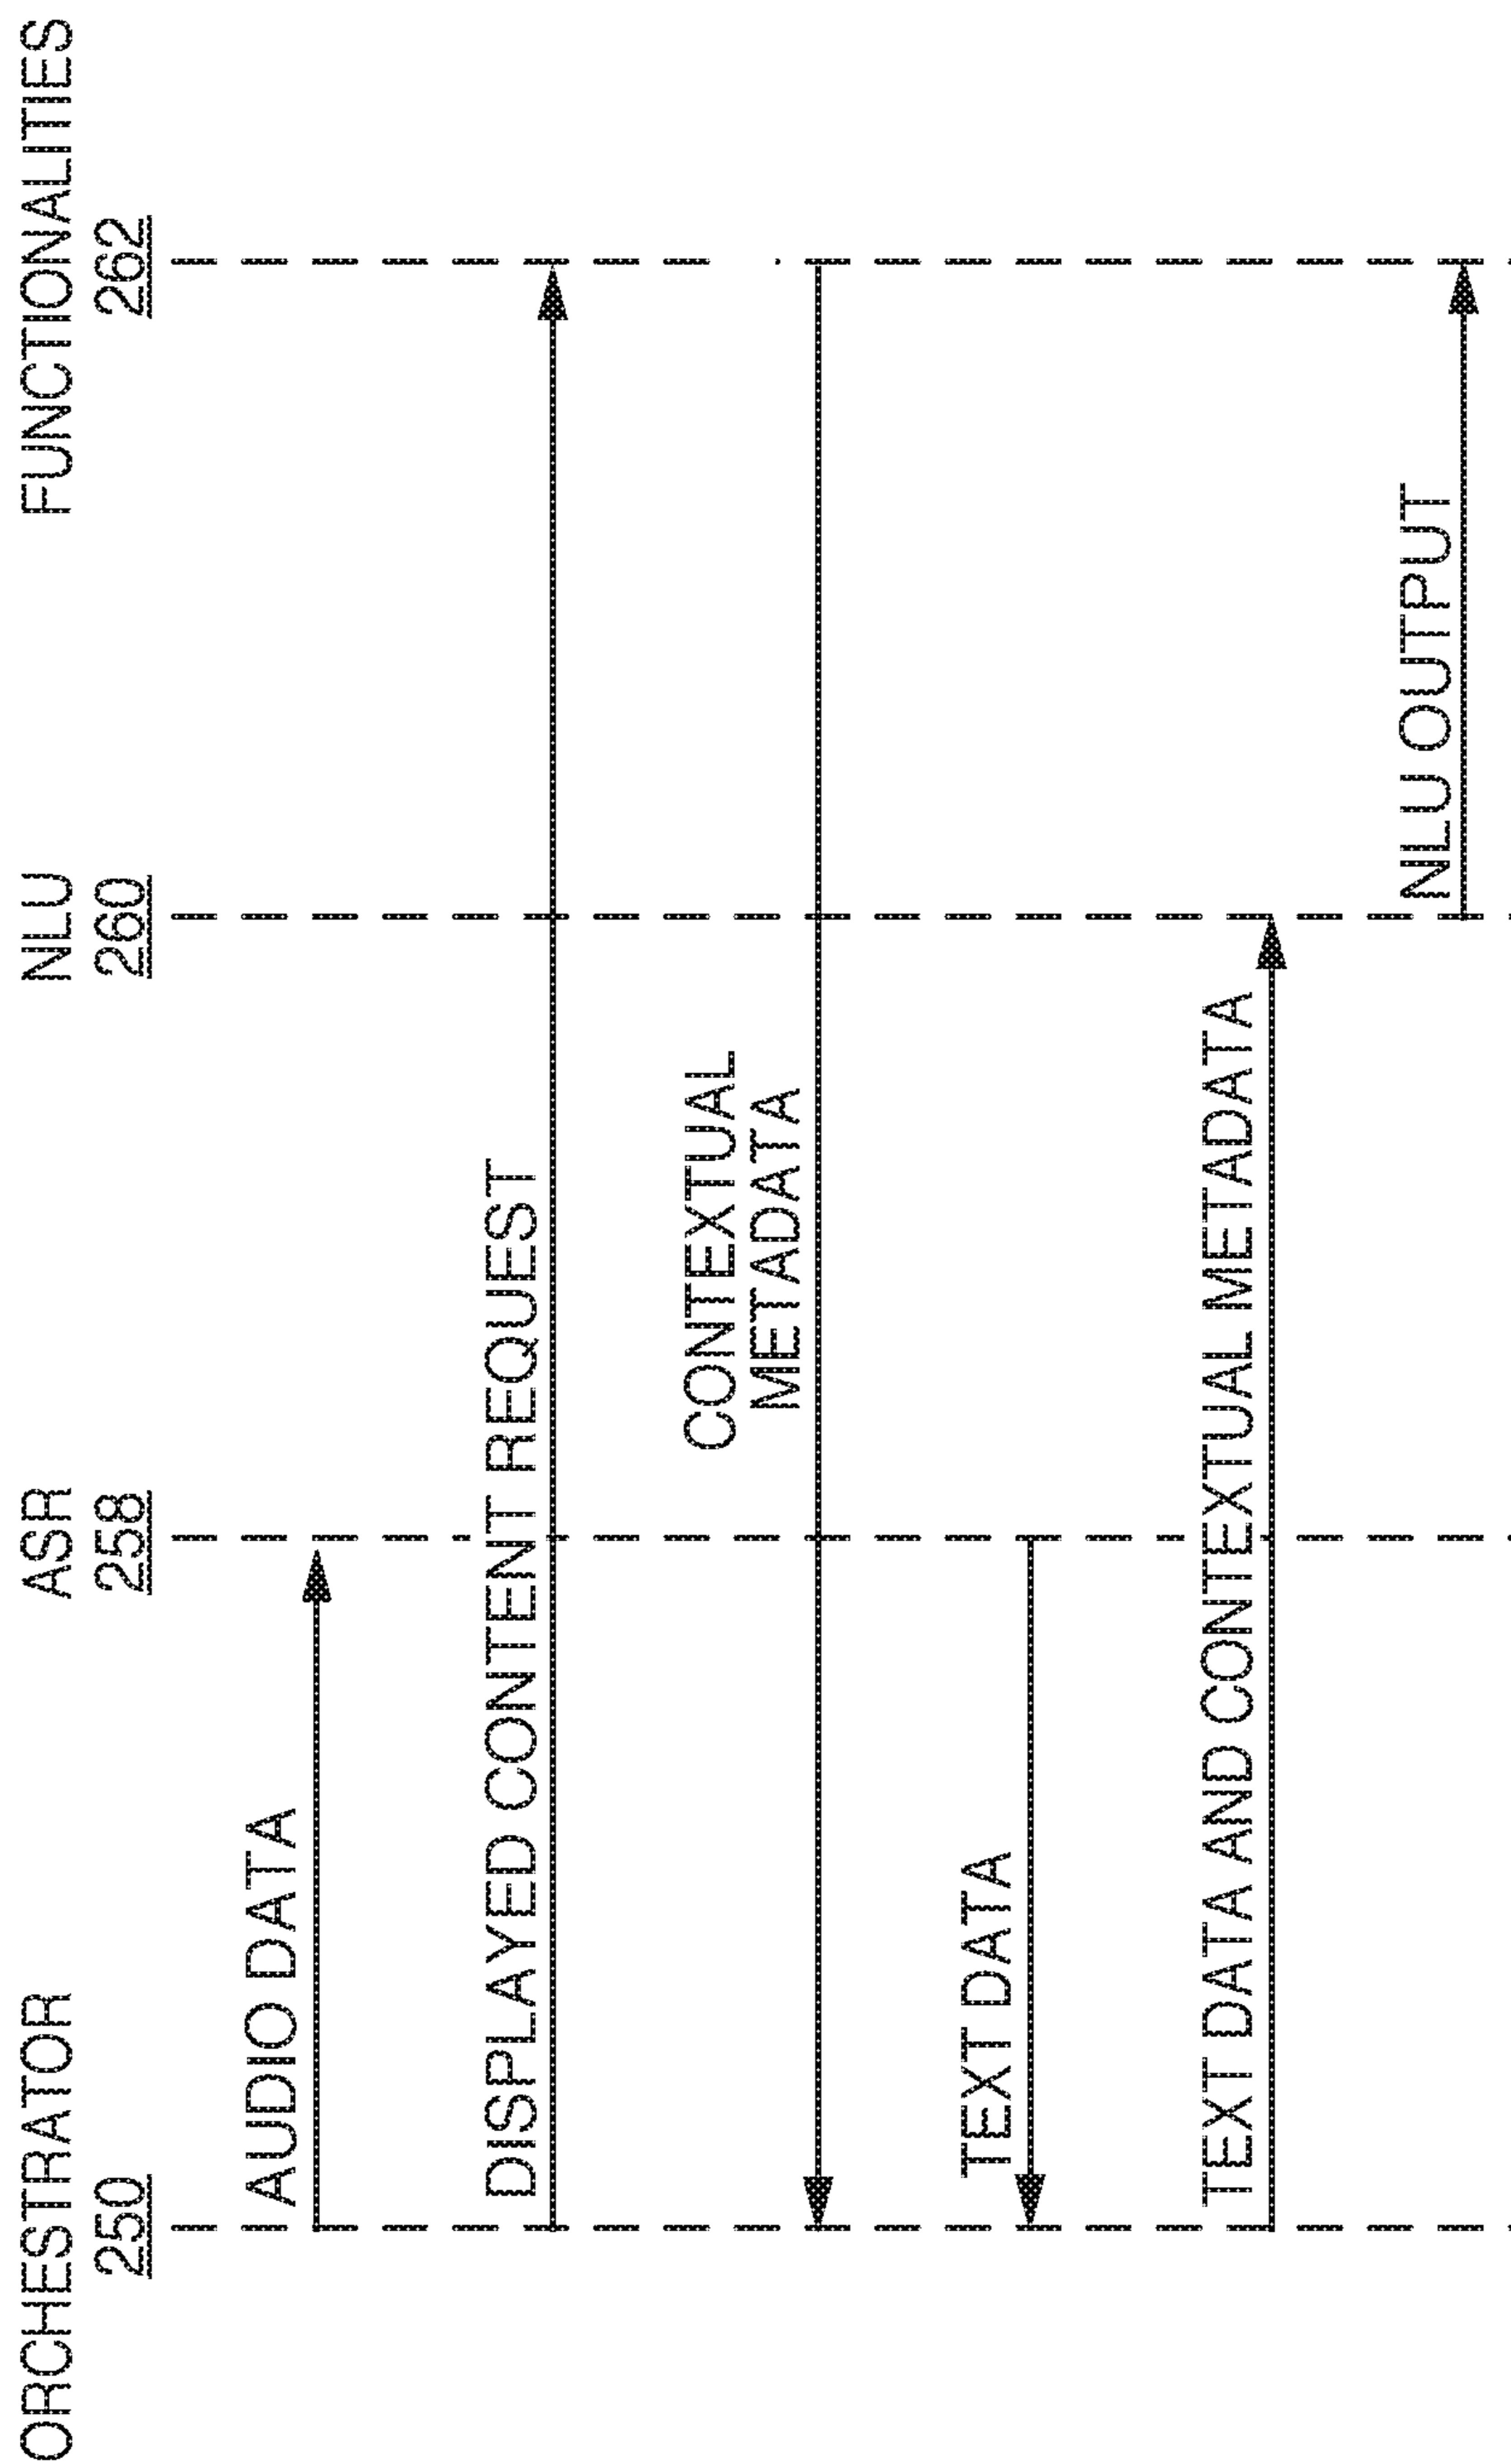 ORCHESTRATOR
250
ASR
258
NLU
260
FUNCTIONALITIES
262
AUDIO DATA
DISPLAYED CONTENT REQUEST
CONTEXTUAL
METADATA
TEXT DATA
TEXT DATA AND CONTEXTUAL METADATA
NLU OUTPUT